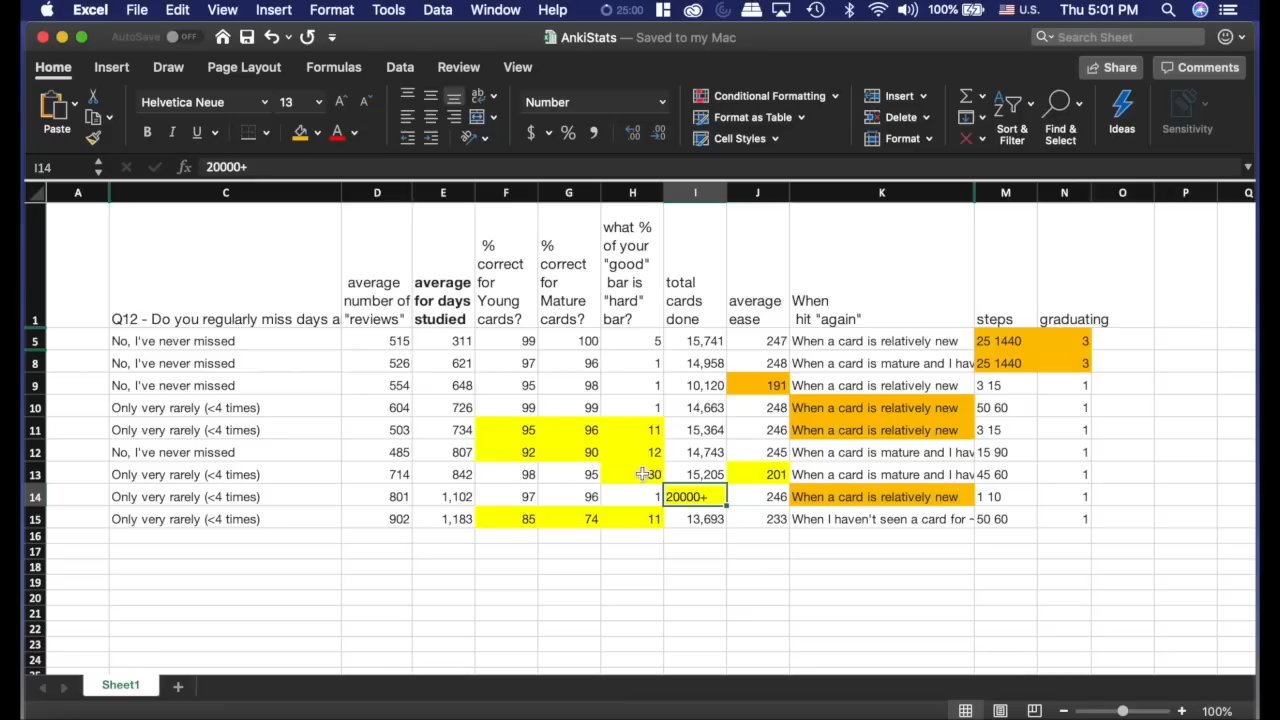 Excel File Edit View Insert Format Tools Data Window Help 25:00 100% U.S. Thu 5:01 PM
AutoSave OFF AnkiStats — Saved to my Mac Search Sheet
Home Insert Draw Page Layout Formulas Data Review View Share Comments
Paste Helvetica Neue 13 A A ab Number Conditional Formatting Insert Sort & Filter Find & Select Ideas Sensitivity
Format as Table Delete
B I U A $ % Cell Styles Format
I14 fx 20000+
A C D E F G H I J K M N O P Q
1 Q12 - Do you regularly miss days a average number of "reviews" average for days studied % correct for Young cards? % correct for Mature cards? what % of your "good" bar is "hard" bar? total cards done average ease When hit "again" steps graduating
5 No, I've never missed 515 311 99 100 5 15,741 247 When a card is relatively new 25 1440 3
8 No, I've never missed 526 621 97 96 1 14,958 248 When a card is mature and I hav 25 1440 3
9 No, I've never missed 554 648 95 98 1 10,120 191 When a card is relatively new 3 15 1
10 Only very rarely (<4 times) 604 726 99 99 1 14,663 248 When a card is relatively new 50 60 1
11 Only very rarely (<4 times) 503 734 95 96 11 15,364 246 When a card is relatively new 3 15 1
12 No, I've never missed 485 807 92 90 12 14,743 245 When a card is mature and I hav 15 90 1
13 Only very rarely (<4 times) 714 842 98 95 30 15,205 201 When a card is mature and I hav 45 60 1
14 Only very rarely (<4 times) 801 1,102 97 96 1 20000+ 246 When a card is relatively new 1 10 1
15 Only very rarely (<4 times) 902 1,183 85 74 11 13,693 233 When I haven't seen a card for ~ 50 60 1
16
17
18
19
20
21
22
23
24
Sheet1 +
100%